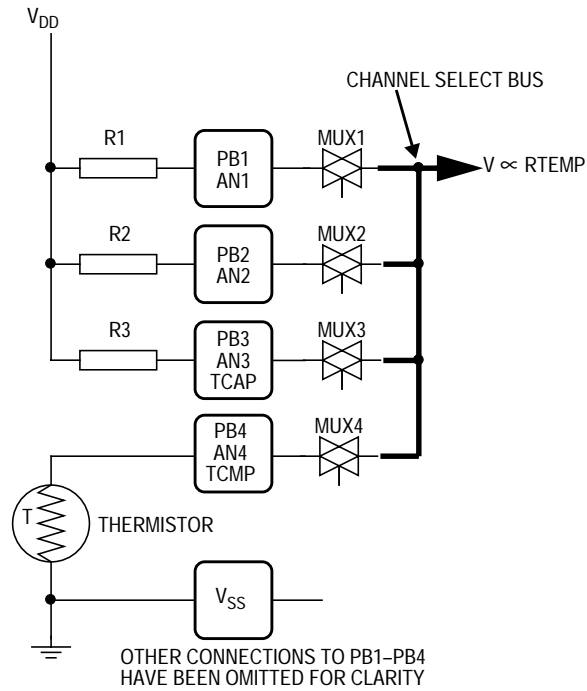 VDD
CHANNEL SELECT BUS
R1
PB1
AN1
MUX1
V ∝ RTEMP
R2
PB2
AN2
MUX2
R3
PB3
AN3
TCAP
MUX3
PB4
AN4
TCMP
MUX4
T
THERMISTOR
VSS
OTHER CONNECTIONS TO PB1–PB4
HAVE BEEN OMITTED FOR CLARITY